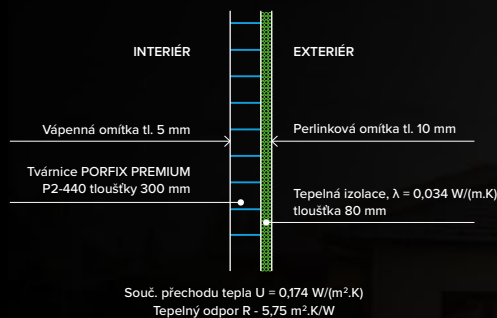 INTERIÉR
EXTERIÉR
Vápenná omítka tl. 5 mm
Perlinková omítka tl. 10 mm
Tvárnice PORFIX PREMIUM
P2-440 tloušťky 300 mm
Tepelná izolace, λ = 0,034 W/(m.K)
tloušťka 80 mm
Souč. přechodu tepla U = 0,174 W/(m².K)
Tepelný odpor R - 5,75 m².K/W